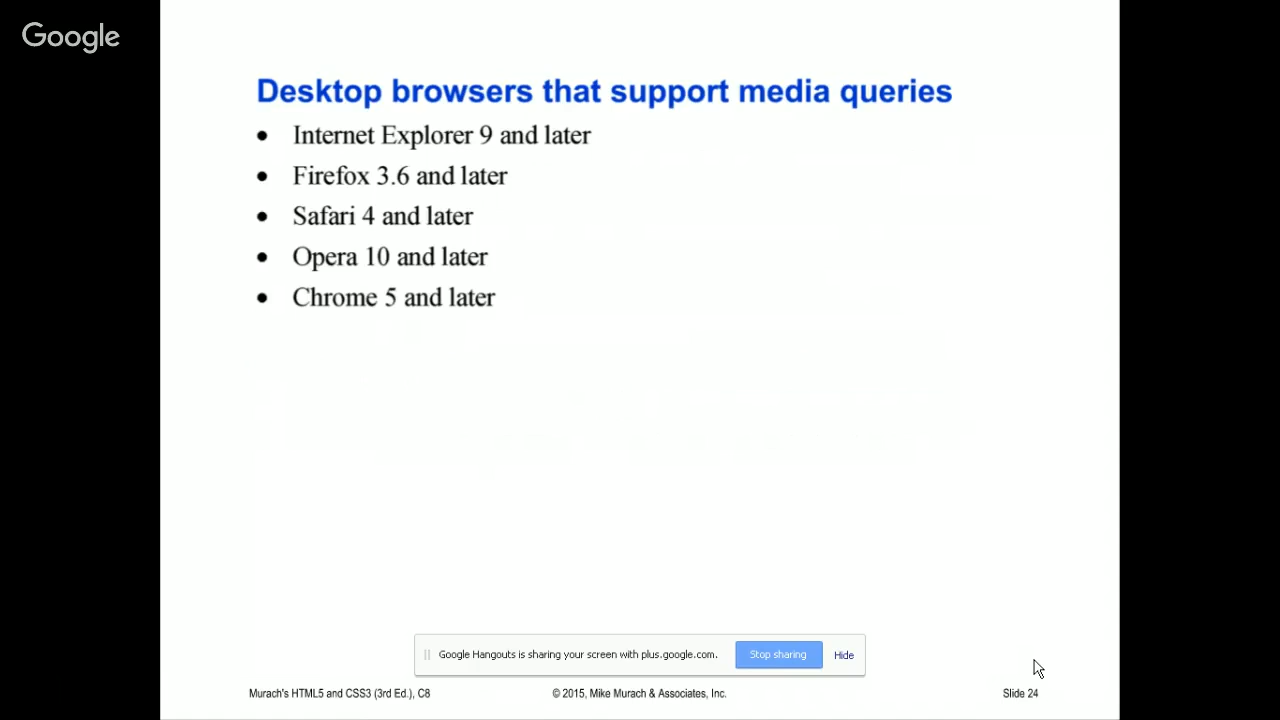 Google
Desktop browsers that support media queries
• Internet Explorer 9 and later
• Firefox 3.6 and later
• Safari 4 and later
• Opera 10 and later
• Chrome 5 and later
Google Hangouts is sharing your screen with plus.google.com. Stop sharing Hide
Murach's HTML5 and CSS3 (3rd Ed.), C8 © 2015, Mike Murach & Associates, Inc. Slide 24